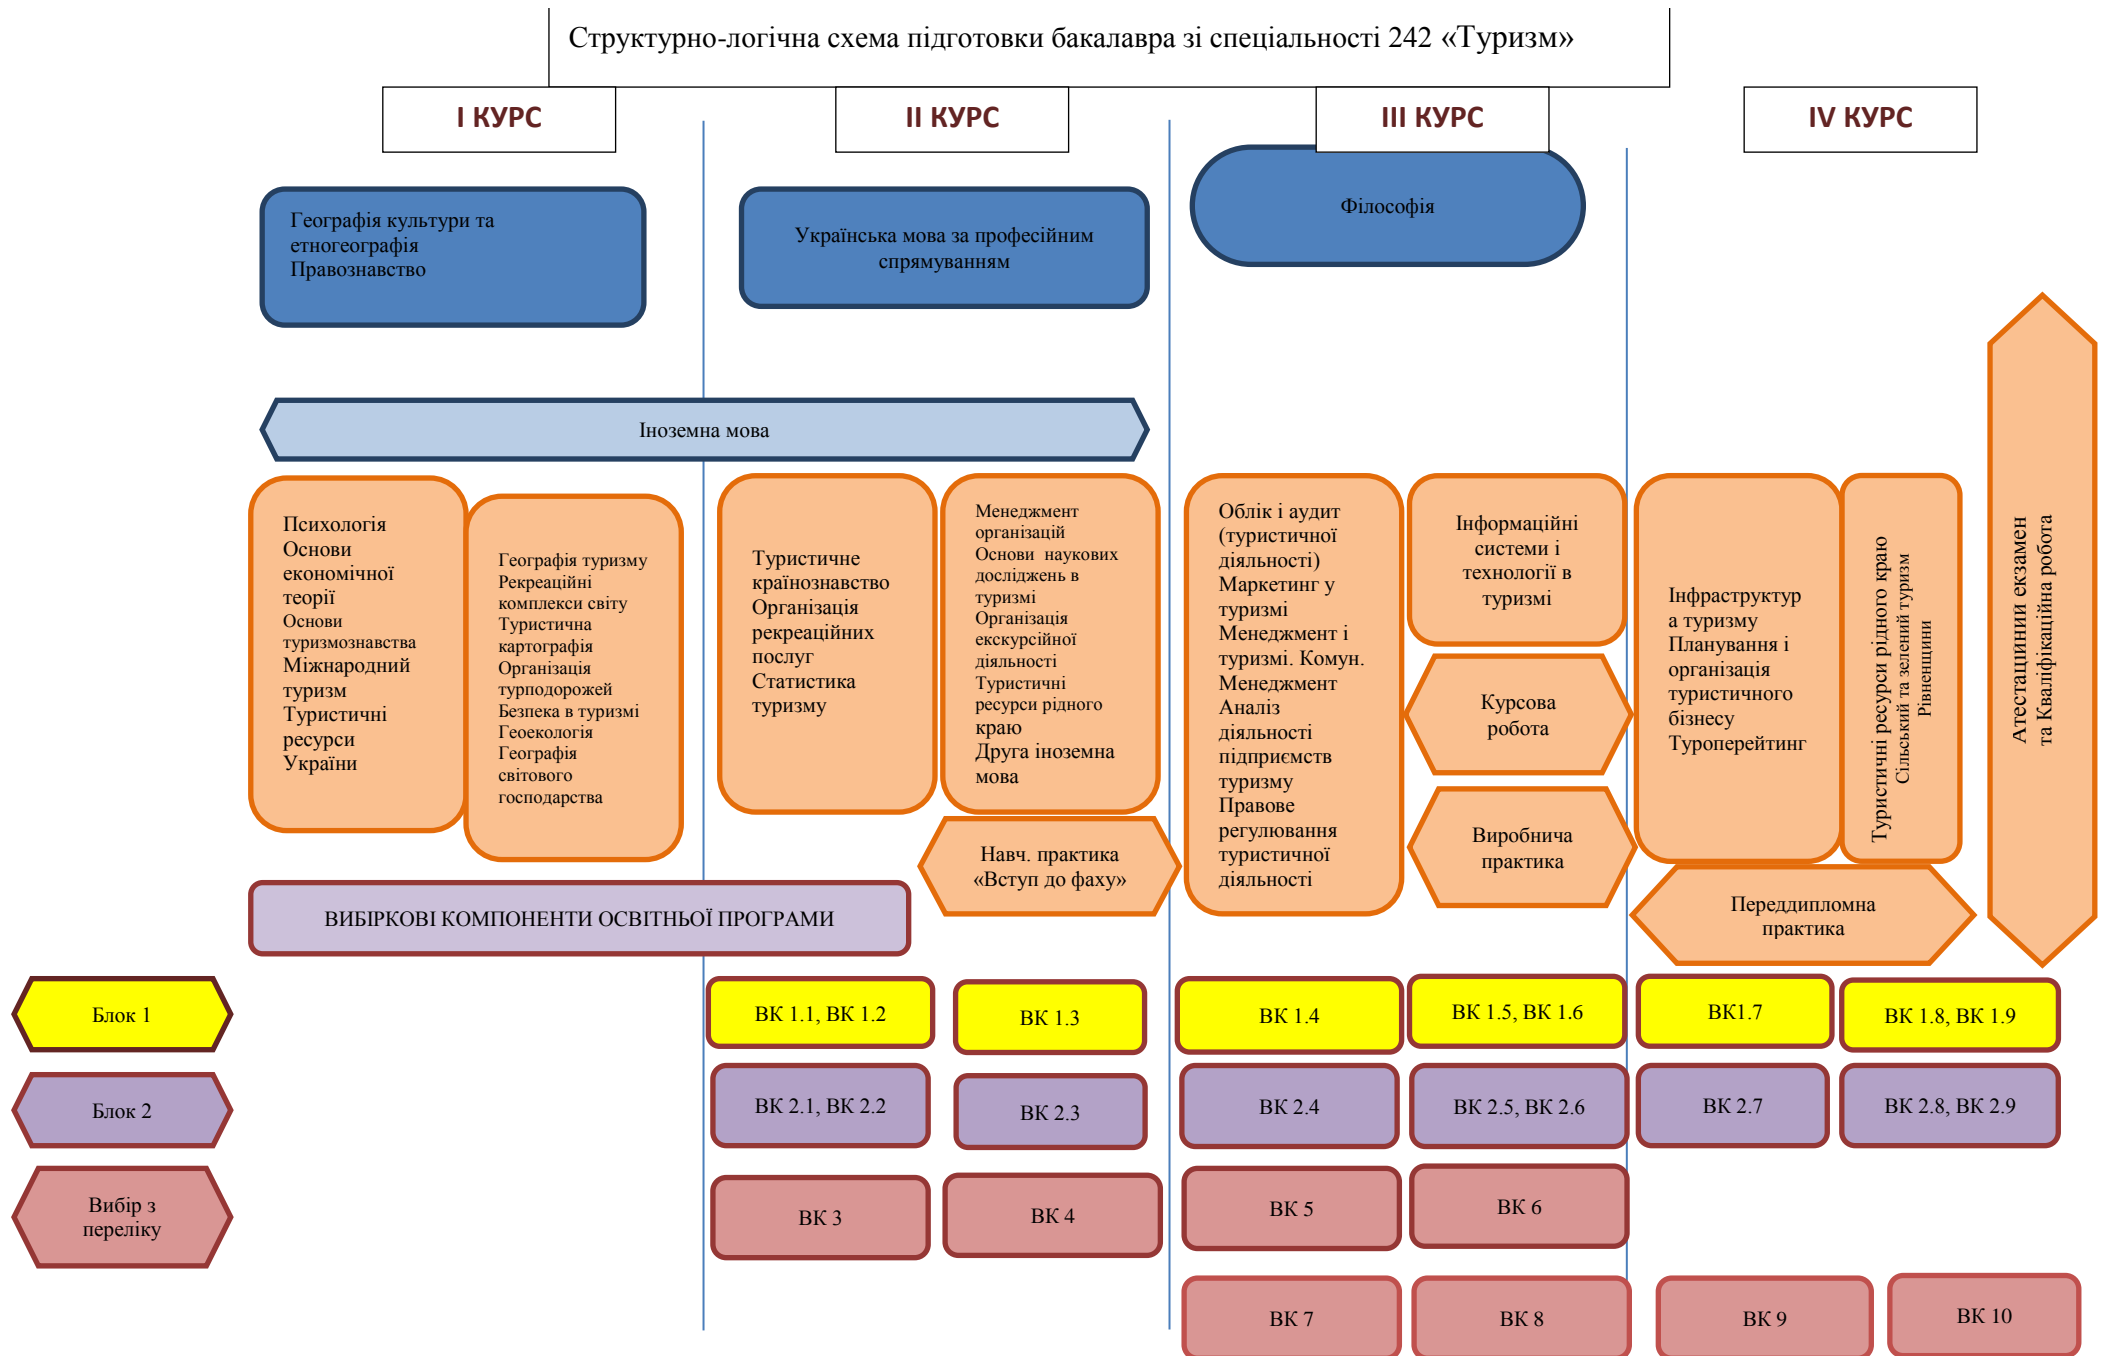 Структурно-логічна схема підготовки бакалавра зі спеціальності 242 «Туризм»
І КУРС
ІІ КУРС
ІІІ КУРС
IV КУРС
Географія культури та
етногеографія
Правознавство
Українська мова за професійним
спрямуванням
Філософія
Іноземна мова
Психологія
Основи
економічної
теорії
Основи
туризмознавства
Міжнародний
туризм
Туристичні
ресурси
України
Географія туризму
Рекреаційні
комплекси світу
Туристична
картографія
Організація
турподорожей
Безпека в туризмі
Геоекологія
Географія
світового
господарства
Туристичне
країнознавство
Організація
рекреаційних
послуг
Статистика
туризму
Менеджмент
організацій
Основи наукових
досліджень в
туризмі
Організація
екскурсійної
діяльності
Туристичні
ресурси рідного
краю
Друга іноземна
мова
Навч. практика
«Вступ до фаху»
Облік і аудит
(туристичної
діяльності)
Маркетинг у
туризмі
Менеджмент і
туризмі. Комун.
Менеджмент
Аналіз
діяльності
підприємств
туризму
Правове
регулювання
туристичної
діяльності
Інформаційні
системи і
технології в
туризмі
Курсова
робота
Виробнича
практика
Інфраструктур
а туризму
Планування і
організація
туристичного
бізнесу
Туроперейтинг
Туристичні ресурси рідного краю
Сільський та зелений туризм
Рівненщини
Переддипломна
практика
Атестаціиниі екзамен
та Кваліфікаційна робота
ВИБІРКОВІ КОМПОНЕНТИ ОСВІТНЬОЇ ПРОГРАМИ
Блок 1
ВК 1.1, ВК 1.2
ВК 1.3
ВК 1.4
ВК 1.5, ВК 1.6
ВК1.7
ВК 1.8, ВК 1.9
Блок 2
ВК 2.1, ВК 2.2
ВК 2.3
ВК 2.4
ВК 2.5, ВК 2.6
ВК 2.7
ВК 2.8, ВК 2.9
Вибір з
переліку
ВК 3
ВК 4
ВК 5
ВК 6
ВК 7
ВК 8
ВК 9
ВК 10